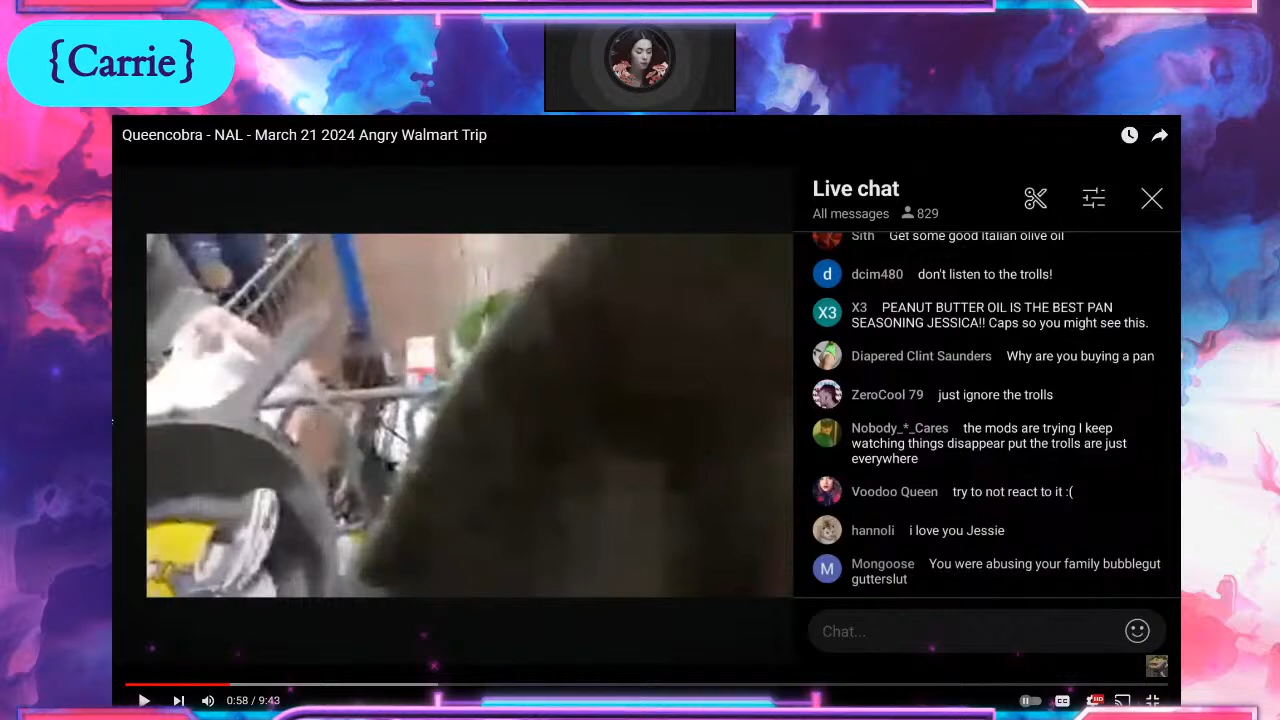 {Carrie}
Queencobra - NAL - March 21 2024 Angry Walmart Trip
Live chat
All messages 829
Sith Get some good Italian olive oil
d dcim480 don't listen to the trolls!
X3 X3 PEANUT BUTTER OIL IS THE BEST PAN
SEASONING JESSICA!! Caps so you might see this.
Diapered Clint Saunders Why are you buying a pan
ZeroCool 79 just ignore the trolls
Nobody_*_Cares the mods are trying I keep
watching things disappear put the trolls are just
everywhere
Voodoo Queen try to not react to it :(
hannoli i love you Jessie
M Mongoose You were abusing your family bubblegut
gutterslut
Chat...
0:58 / 9:43
CC
HD